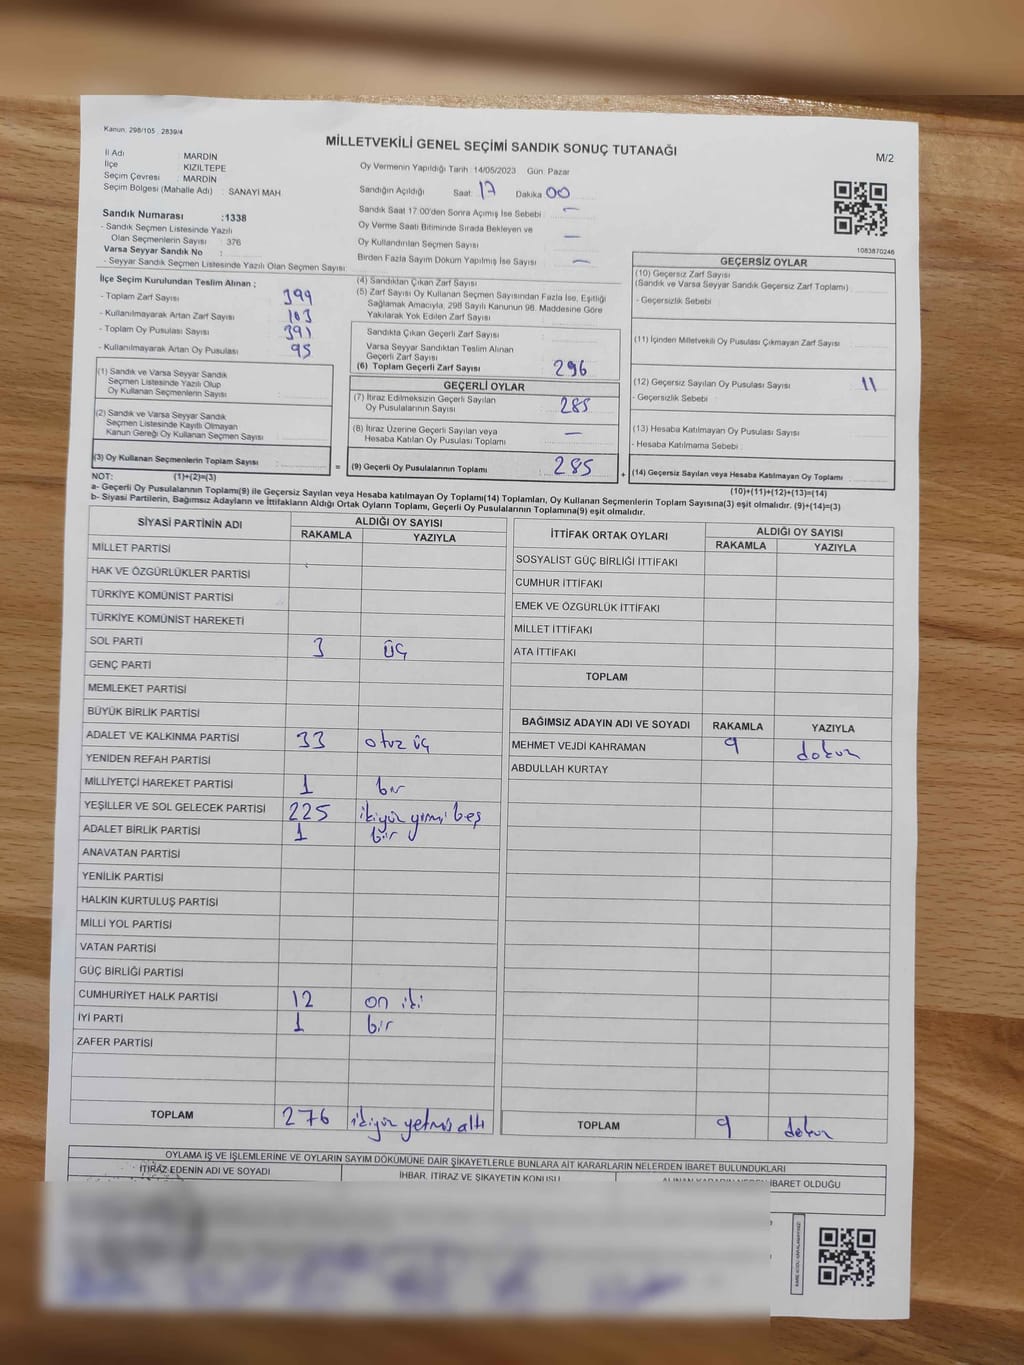 Kanun: 298/105 , 2839/4
MİLLETVEKİLİ GENEL SEÇİMİ SANDIK SONUÇ TUTANAĞI
M/2
İl Adı : MARDİN
İlçe : KIZILTEPE
Seçim Çevresi : MARDİN
Seçim Bölgesi (Mahalle Adı) : SANAYİ MAH.
Sandık Numarası :1338
- Sandık Seçmen Listesinde Yazılı
Olan Seçmenlerin Sayısı : 376
Varsa Seyyar Sandık No :
- Seyyar Sandık Seçmen Listesinde Yazılı Olan Seçmen Sayısı:
Oy Vermenin Yapıldığı Tarih : 14/05/2023 Gün: Pazar
Sandığın Açıldığı Saat: 17 Dakika 00
Sandık Saat 17:00'den Sonra Açımış İse Sebebi : —
Oy Verme Saati Bitiminde Sırada Bekleyen ve
Oy Kullandırılan Seçmen Sayısı —
Birden Fazla Sayım Döküm Yapılmış İse Sayısı : —
1083870246
İlçe Seçim Kurulundan Teslim Alınan ;
- Toplam Zarf Sayısı : 399
- Kullanılmayarak Artan Zarf Sayısı : 103
- Toplam Oy Pusulası Sayısı : 391
- Kullanılmayarak Artan Oy Pusulası : 95
(1) Sandık ve Varsa Seyyar Sandık
Seçmen Listesinde Yazılı Olup
Oy Kullanan Seçmenlerin Sayısı :
(2) Sandık ve Varsa Seyyar Sandık
Seçmen Listesinde Kayıtlı Olmayan
Kanun Gereği Oy Kullanan Seçmen Sayısı :
(3) Oy Kullanan Seçmenlerin Toplam Sayısı :
(4) Sandıktan Çıkan Zarf Sayısı :
(5) Zarf Sayısı Oy Kullanan Seçmen Sayısından Fazla İse, Eşitliği
Sağlamak Amacıyla, 298 Sayılı Kanunun 98. Maddesine Göre
Yakılarak Yok Edilen Zarf Sayısı :
Sandıkta Çıkan Geçerli Zarf Sayısı :
Varsa Seyyar Sandıktan Teslim Alınan
Geçerli Zarf Sayısı :
(6) Toplam Geçerli Zarf Sayısı : 296
GEÇERLİ OYLAR
(7) İtiraz Edilmeksizin Geçerli Sayılan
Oy Pusulalarının Sayısı : 285
(8) İtiraz Üzerine Geçerli Sayılan veya
Hesaba Katılan Oy Pusulası Toplamı : —
= (9) Geçerli Oy Pusulalarının Toplamı : 285
GEÇERSİZ OYLAR
(10) Geçersiz Zarf Sayısı
(Sandık ve Varsa Seyyar Sandık Geçersiz Zarf Toplamı) :
- Geçersizlik Sebebi :
(11) İçinden Milletvekili Oy Pusulası Çıkmayan Zarf Sayısı :
(12) Geçersiz Sayılan Oy Pusulası Sayısı : 11
- Geçersizlik Sebebi :
(13) Hesaba Katılmayan Oy Pusulası Sayısı :
- Hesaba Katılmama Sebebi :
+ (14) Geçersiz Sayılan veya Hesaba Katılmayan Oy Toplamı :
NOT: (1)+(2)=(3)
(10)+(11)+(12)+(13)=(14)
a- Geçerli Oy Pusulalarının Toplamı(9) ile Geçersiz Sayılan veya Hesaba katılmayan Oy Toplamı(14) Toplamları, Oy Kullanan Seçmenlerin Toplam Sayısına(3) eşit olmalıdır. (9)+(14)=(3)
b- Siyasi Partilerin, Bağımsız Adayların ve İttifakların Aldığı Ortak Oyların Toplamı, Geçerli Oy Pusulalarının Toplamına(9) eşit olmalıdır.
SİYASİ PARTİNİN ADI ALDIĞI OY SAYISI
RAKAMLA YAZIYLA
MİLLET PARTİSİ
HAK VE ÖZGÜRLÜKLER PARTİSİ
TÜRKİYE KOMÜNİST PARTİSİ
TÜRKİYE KOMÜNİST HAREKETİ
SOL PARTİ 3 üç
GENÇ PARTİ
MEMLEKET PARTİSİ
BÜYÜK BİRLİK PARTİSİ
ADALET VE KALKINMA PARTİSİ 33 otuz üç
YENİDEN REFAH PARTİSİ
MİLLİYETÇİ HAREKET PARTİSİ 1 bir
YEŞİLLER VE SOL GELECEK PARTİSİ 225 ikiyüz yirmi beş
ADALET BİRLİK PARTİSİ 1 bir
ANAVATAN PARTİSİ
YENİLİK PARTİSİ
HALKIN KURTULUŞ PARTİSİ
MİLLİ YOL PARTİSİ
VATAN PARTİSİ
GÜÇ BİRLİĞİ PARTİSİ
CUMHURİYET HALK PARTİSİ 12 on iki
İYİ PARTİ 1 bir
ZAFER PARTİSİ
TOPLAM 276 ikiyüz yetmiş altı
İTTİFAK ORTAK OYLARI ALDIĞI OY SAYISI
RAKAMLA YAZIYLA
SOSYALİST GÜÇ BİRLİĞİ İTTİFAKI
CUMHUR İTTİFAKI
EMEK VE ÖZGÜRLÜK İTTİFAKI
MİLLET İTTİFAKI
ATA İTTİFAKI
TOPLAM
BAĞIMSIZ ADAYIN ADI VE SOYADI RAKAMLA YAZIYLA
MEHMET VEJDİ KAHRAMAN 9 dokuz
ABDULLAH KURTAY
TOPLAM 9 dokuz
OYLAMA İŞ VE İŞLEMLERİNE VE OYLARIN SAYIM DÖKÜMÜNE DAİR ŞİKAYETLERLE BUNLARA AİT KARARLARIN NELERDEN İBARET BULUNDUKLARI
İTİRAZ EDENİN ADI VE SOYADI İHBAR, İTİRAZ VE ŞİKAYETİN KONUSU ALINAN KARARIN NEDEN İBARET OLDUĞU